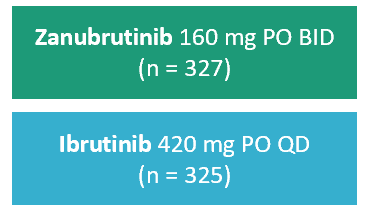 Zanubrutinib 160 mg PO BID
(n = 327)
Ibrutinib 420 mg PO QD
(n = 325)